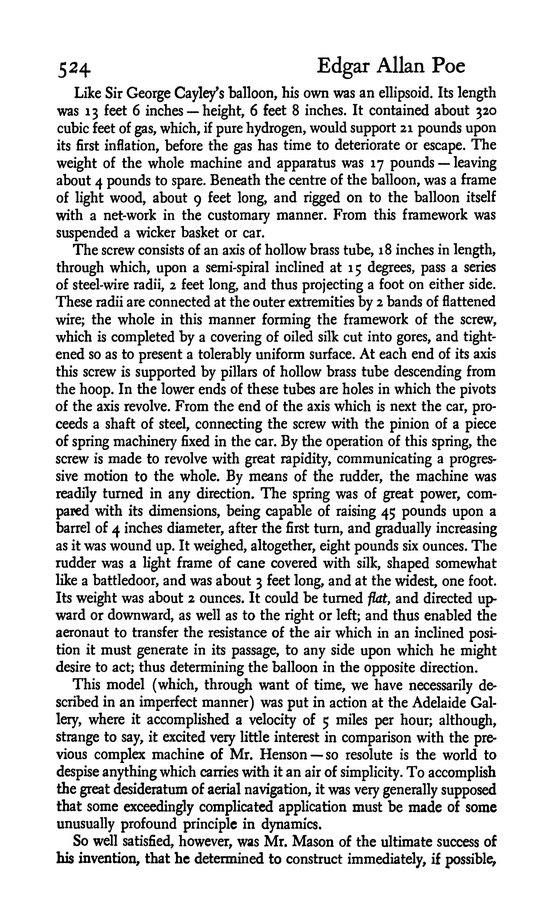 524 Edgar Allan Poe
Like Sir George Cayley's balloon, his own was an ellipsoid. Its length
was 13 feet 6 inches — height, 6 feet 8 inches. It contained about 320
cubic feet of gas, which, if pure hydrogen, would support 21 pounds upon
its first inflation, before the gas has time to deteriorate or escape. The
weight of the whole machine and apparatus was 17 pounds — leaving
about 4 pounds to spare. Beneath the centre of the balloon, was a frame
of light wood, about 9 feet long, and rigged on to the balloon itself
with a net-work in the customary manner. From this framework was
suspended a wicker basket or car.
The screw consists of an axis of hollow brass tube, 18 inches in length,
through which, upon a semi-spiral inclined at 15 degrees, pass a series
of steel-wire radii, 2 feet long, and thus projecting a foot on either side.
These radii are connected at the outer extremities by 2 bands of flattened
wire; the whole in this manner forming the framework of the screw,
which is completed by a covering of oiled silk cut into gores, and tight-
ened so as to present a tolerably uniform surface. At each end of its axis
this screw is supported by pillars of hollow brass tube descending from
the hoop. In the lower ends of these tubes are holes in which the pivots
of the axis revolve. From the end of the axis which is next the car, pro-
ceeds a shaft of steel, connecting the screw with the pinion of a piece
of spring machinery fixed in the car. By the operation of this spring, the
screw is made to revolve with great rapidity, communicating a progres-
sive motion to the whole. By means of the rudder, the machine was
readily turned in any direction. The spring was of great power, com-
pared with its dimensions, being capable of raising 45 pounds upon a
barrel of 4 inches diameter, after the first turn, and gradually increasing
as it was wound up. It weighed, altogether, eight pounds six ounces. The
rudder was a light frame of cane covered with silk, shaped somewhat
like a battledoor, and was about 3 feet long, and at the widest, one foot.
Its weight was about 2 ounces. It could be turned flat, and directed up-
ward or downward, as well as to the right or left; and thus enabled the
aeronaut to transfer the resistance of the air which in an inclined posi-
tion it must generate in its passage, to any side upon which he might
desire to act; thus determining the balloon in the opposite direction.
This model (which, through want of time, we have necessarily de-
scribed in an imperfect manner) was put in action at the Adelaide Gal-
lery, where it accomplished a velocity of 5 miles per hour; although,
strange to say, it excited very little interest in comparison with the pre-
vious complex machine of Mr. Henson — so resolute is the world to
despise anything which carries with it an air of simplicity. To accomplish
the great desideratum of aerial navigation, it was very generally supposed
that some exceedingly complicated application must be made of some
unusually profound principle in dynamics.
So well satisfied, however, was Mr. Mason of the ultimate success of
his invention, that he determined to construct immediately, if possible,